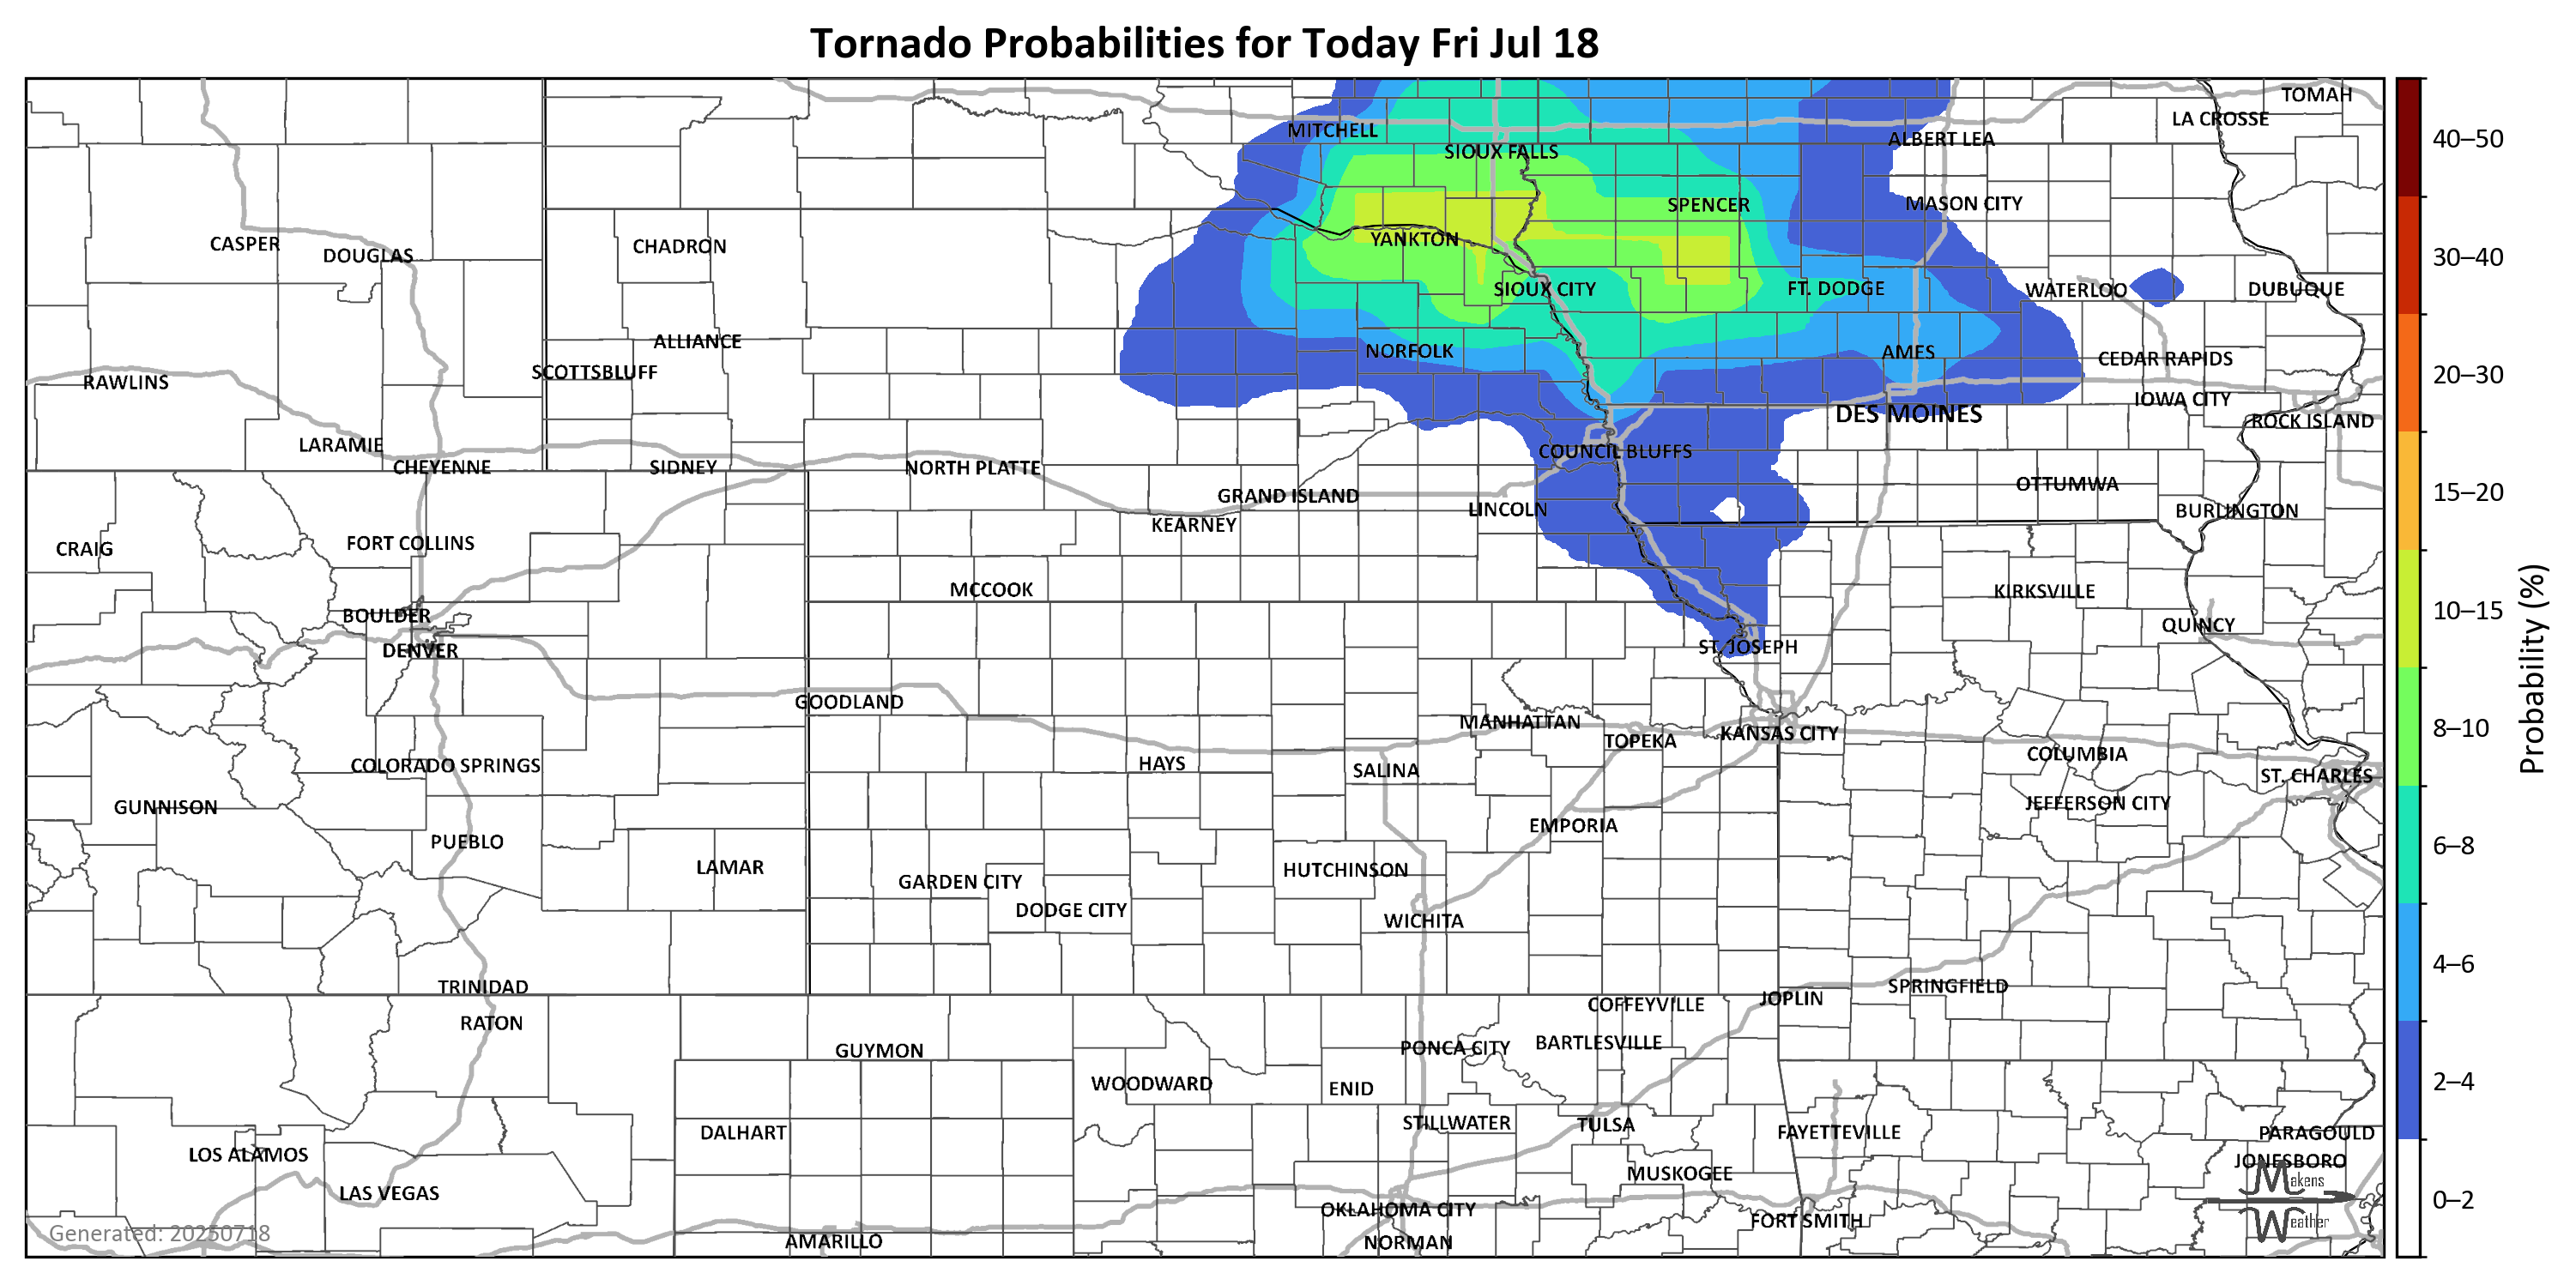 Tornado Probabilities for Today Fri Jul 18
TOMAH
LA CROSSE
MITCHELL
ALBERT LEA
SIOUX FALLS
SPENCER
MASON CITY
CASPER
DOUGLAS
CHADRON
YANKTON
SIOUX CITY
FT. DODGE
WATERLOO
DUBUQUE
ALLIANCE
NORFOLK
AMES
CEDAR RAPIDS
RAWLINS
SCOTTSBLUFF
IOWA CITY
DES MOINES
ROCK ISLAND
LARAMIE
CHEYENNE
SIDNEY
NORTH PLATTE
COUNCIL BLUFFS
GRAND ISLAND
LINCOLN
OTTUMWA
KEARNEY
BURLINGTON
CRAIG
FORT COLLINS
MCCOOK
KIRKSVILLE
BOULDER
QUINCY
DENVER
ST. JOSEPH
GOODLAND
MANHATTAN
TOPEKA
KANSAS CITY
COLUMBIA
COLORADO SPRINGS
HAYS
SALINA
ST. CHARLES
GUNNISON
JEFFERSON CITY
EMPORIA
PUEBLO
LAMAR
HUTCHINSON
GARDEN CITY
DODGE CITY
WICHITA
TRINIDAD
SPRINGFIELD
JOPLIN
COFFEYVILLE
RATON
GUYMON
PONCA CITY
BARTLESVILLE
WOODWARD
ENID
STILLWATER
TULSA
DALHART
FAYETTEVILLE
PARAGOULD
LOS ALAMOS
JONESBORO
MUSKOGEE
LAS VEGAS
OKLAHOMA CITY
FORT SMITH
AMARILLO
NORMAN
Generated: 20250718
Makens
Weather
40–50
30–40
20–30
15–20
10–15
8–10
6–8
4–6
2–4
0–2
Probability (%)